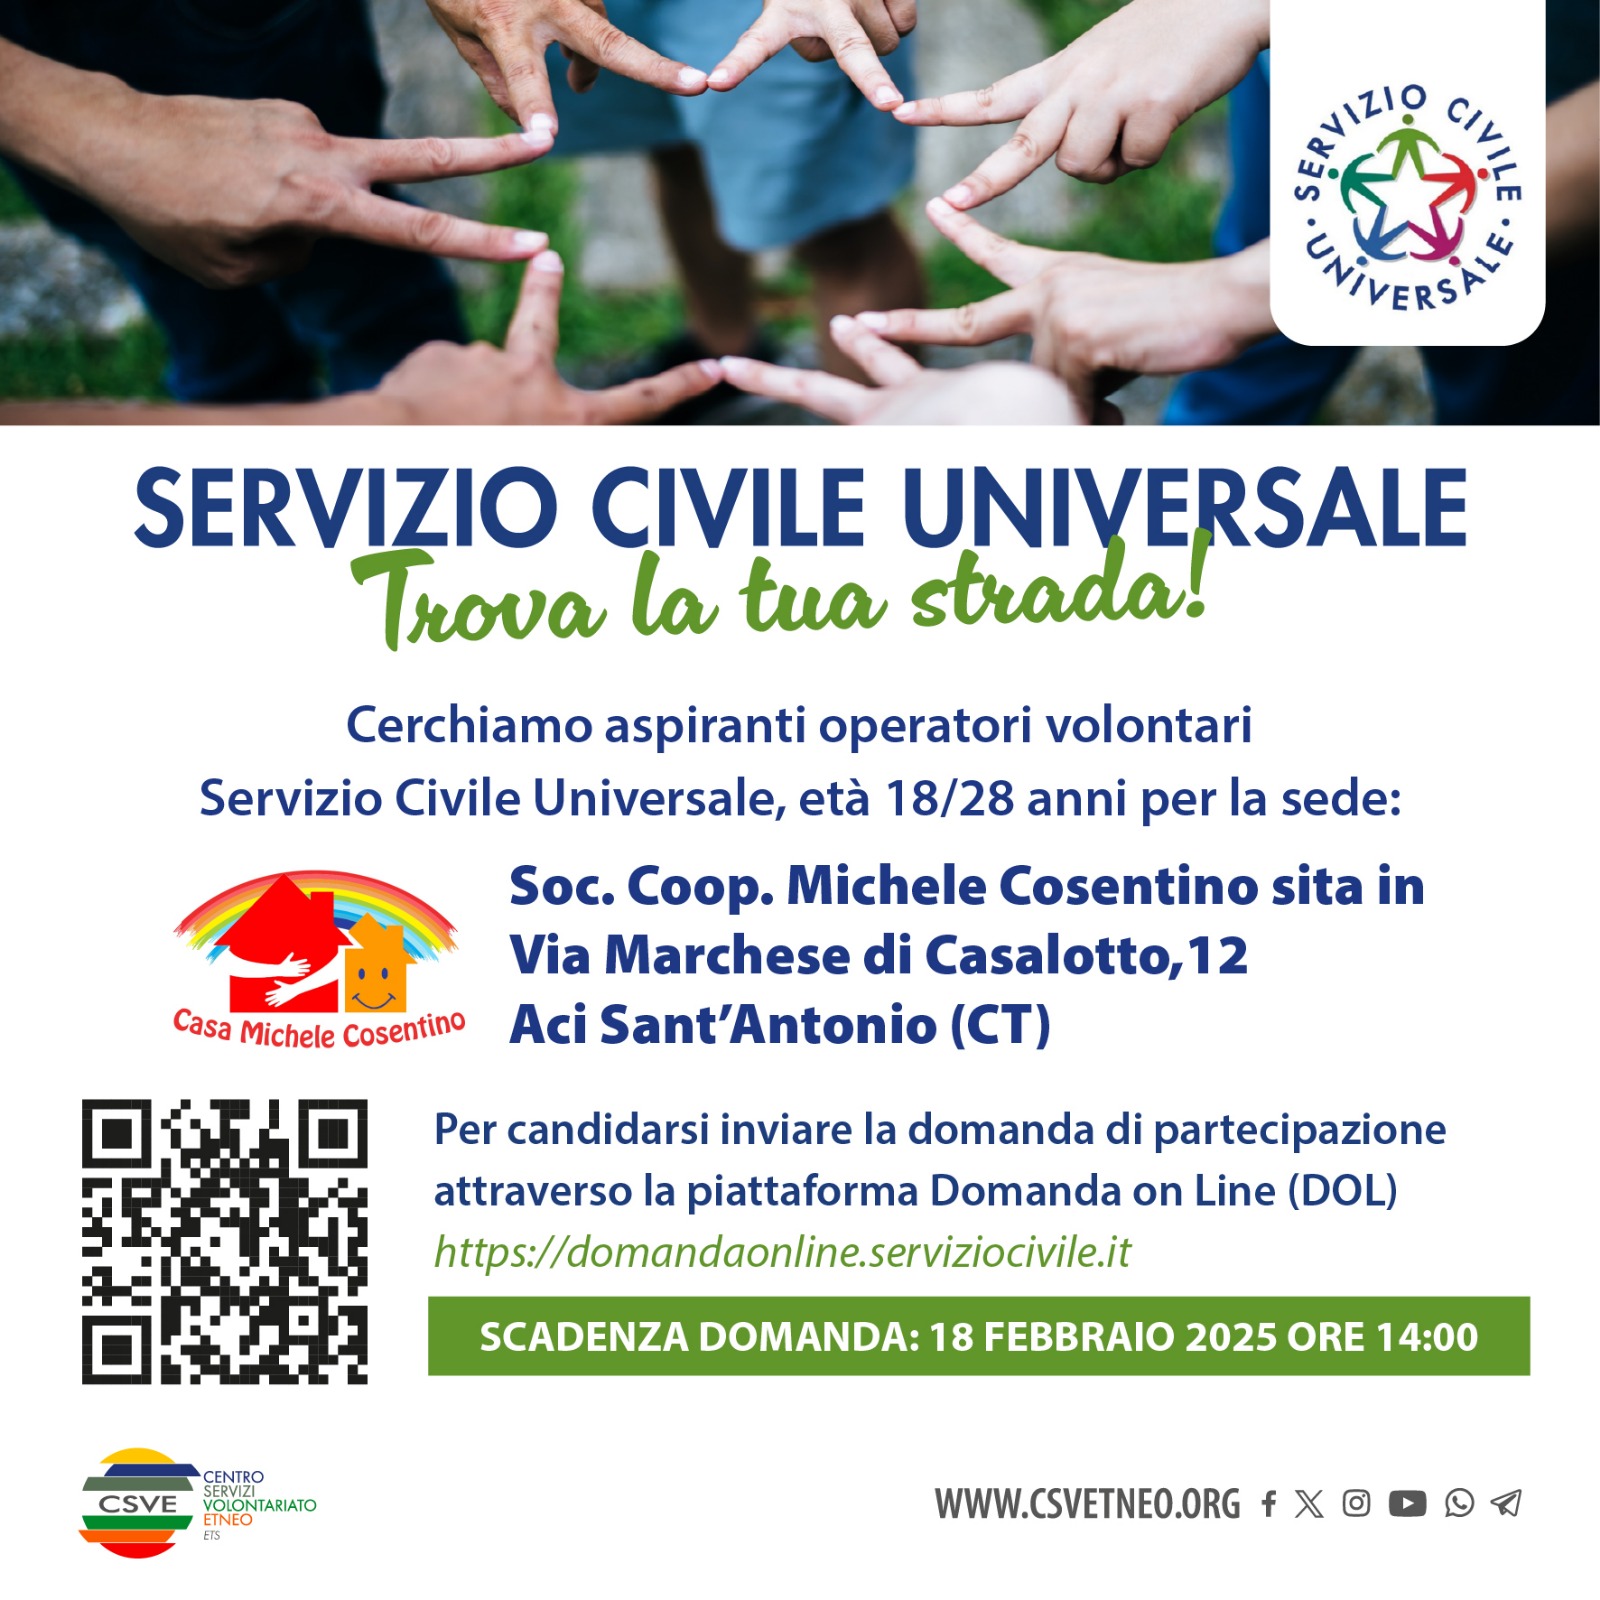 SERVIZIO CIVILE
UNIVERSALE
SERVIZIO CIVILE UNIVERSALE
Trova la tua strada!
Cerchiamo aspiranti operatori volontari
Servizio Civile Universale, età 18/28 anni per la sede:
Casa Michele Cosentino
Soc. Coop. Michele Cosentino sita in
Via Marchese di Casalotto,12
Aci Sant’Antonio (CT)
Per candidarsi inviare la domanda di partecipazione
attraverso la piattaforma Domanda on Line (DOL)
https://domandaonline.serviziocivile.it
SCADENZA DOMANDA: 18 FEBBRAIO 2025 ORE 14:00
CSVE
CENTRO
SERVIZI
VOLONTARIATO
ETNEO
ETS
WWW.CSVETNEO.ORG